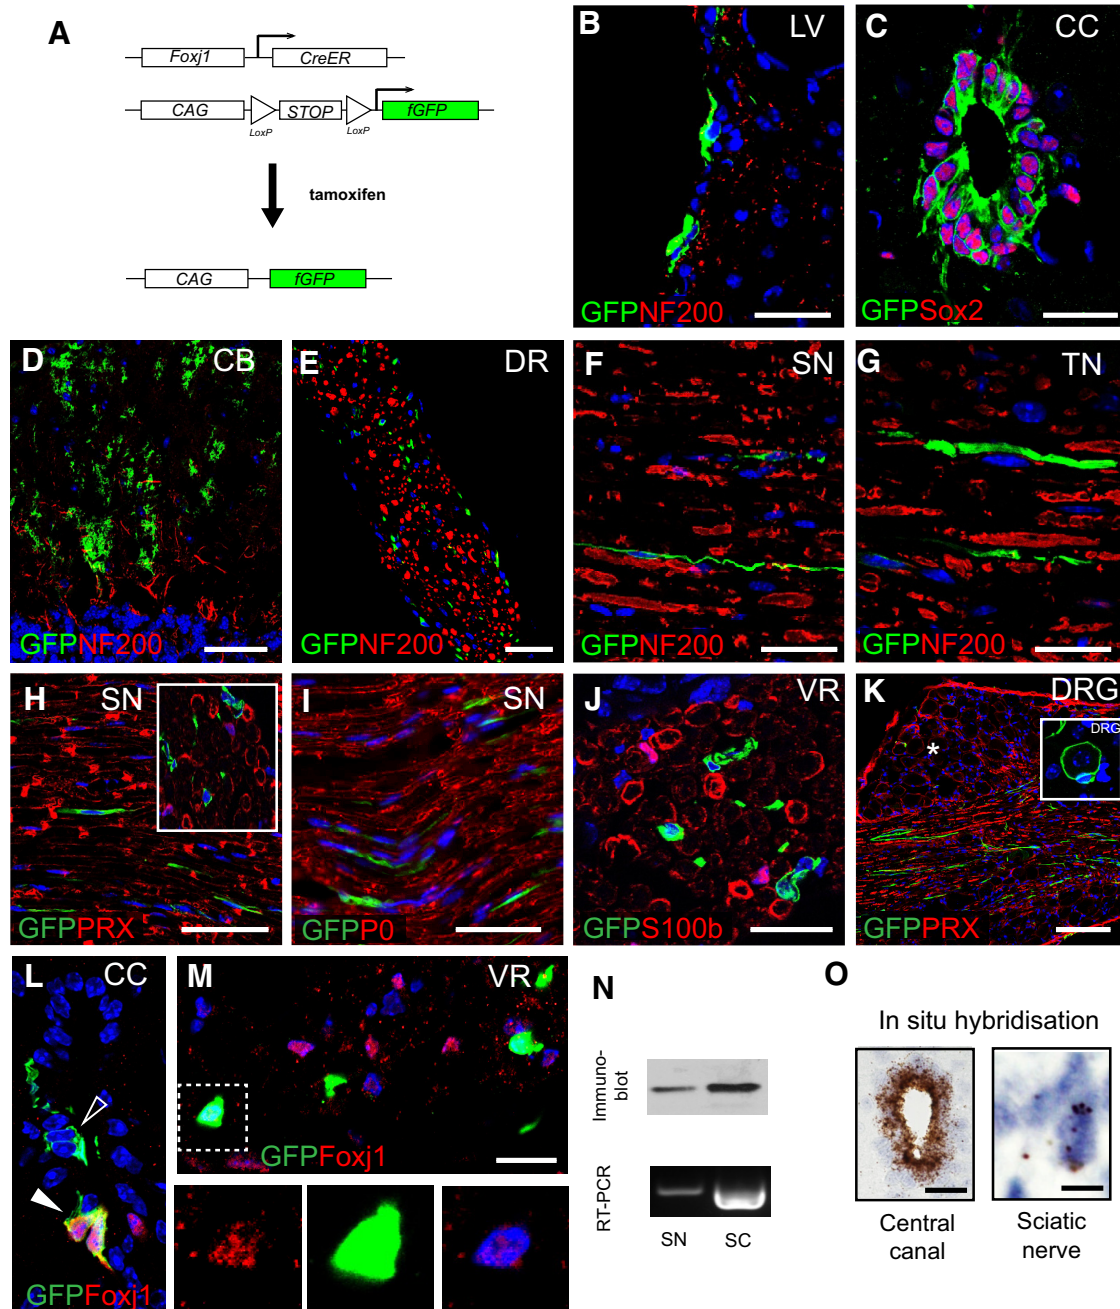 A
Foxj1
CreER
CAG
STOP
fGFP
LoxP
LoxP
tamoxifen
CAG
fGFP
B
LV
GFPNF200
C
CC
GFPSox2
D
CB
GFPNF200
E
DR
GFPNF200
F
SN
GFPNF200
G
TN
GFPNF200
H
SN
GFPPRX
I
SN
GFPP0
J
VR
GFPS100b
K
DRG
DRG
*
GFPPRX
L
CC
GFPFoxj1
M
VR
GFPFoxj1
N
Immuno-
blot
RT-PCR
SN
SC
O
In situ hybridisation
Central
canal
Sciatic
nerve